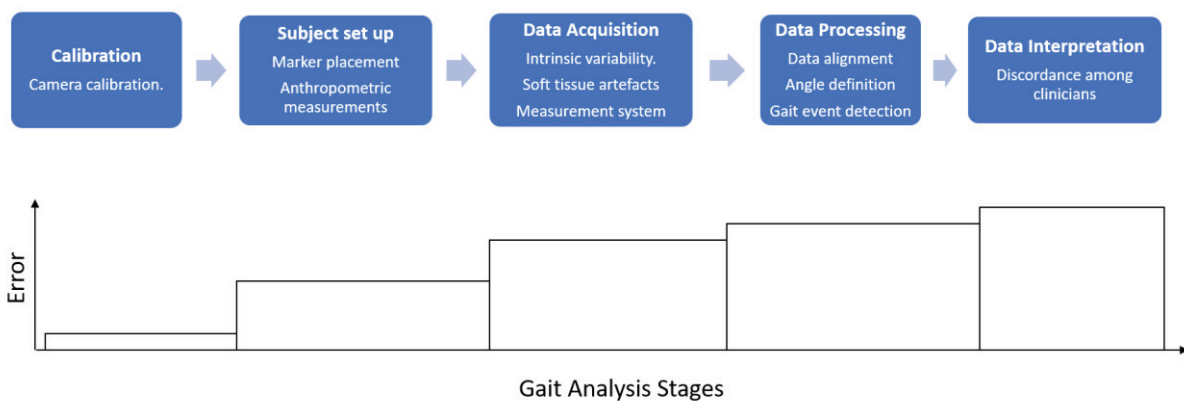 Calibration
Camera calibration.
Subject set up
Marker placement
Anthropometric
measurements
Data Acquisition
Intrinsic variability.
Soft tissue artefacts
Measurement system
Data Processing
Data alignment
Angle definition
Gait event detection
Data Interpretation
Discordance among
clinicians
Error
Gait Analysis Stages